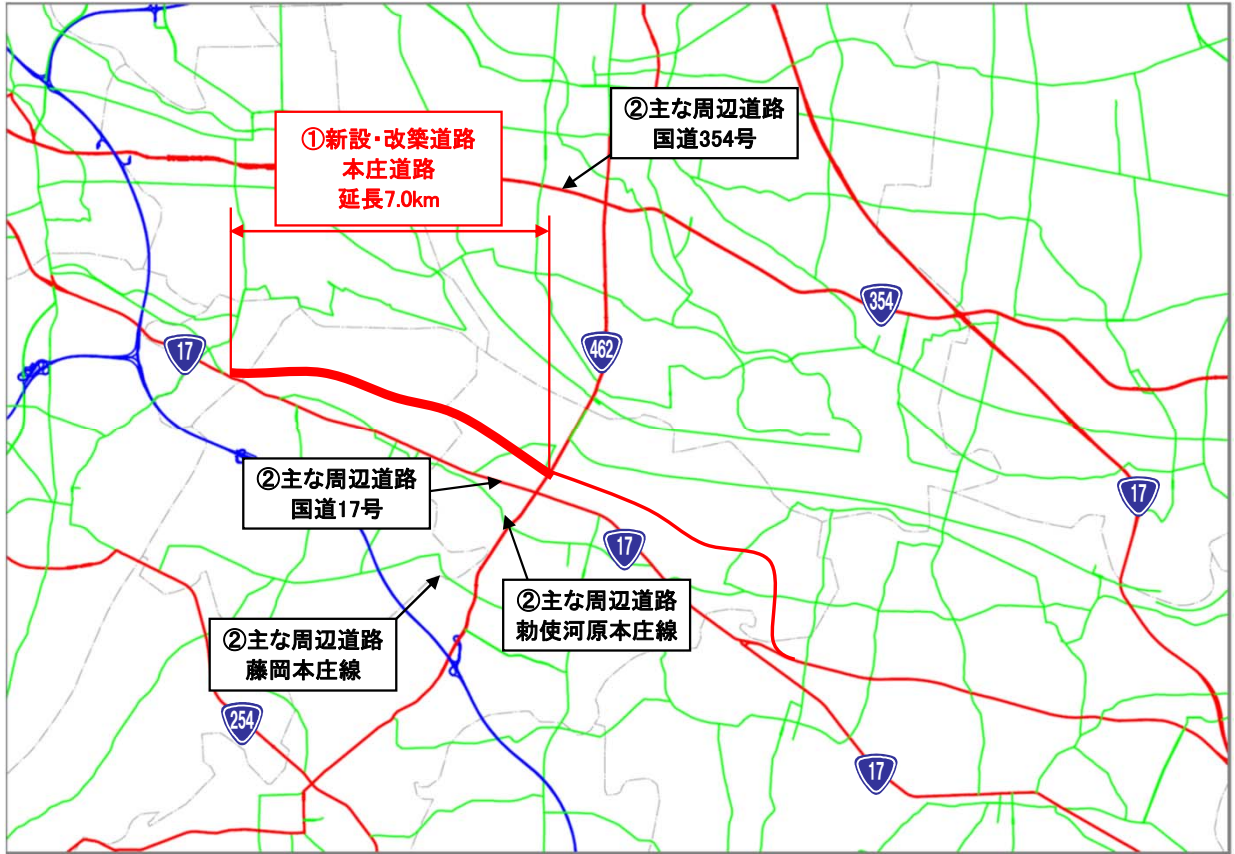 ②主な周辺道路
国道354号
①新設・改築道路
本庄道路
延長7.0km
354
17
462
②主な周辺道路
国道17号
17
17
②主な周辺道路
勅使河原本庄線
②主な周辺道路
藤岡本庄線
254
17